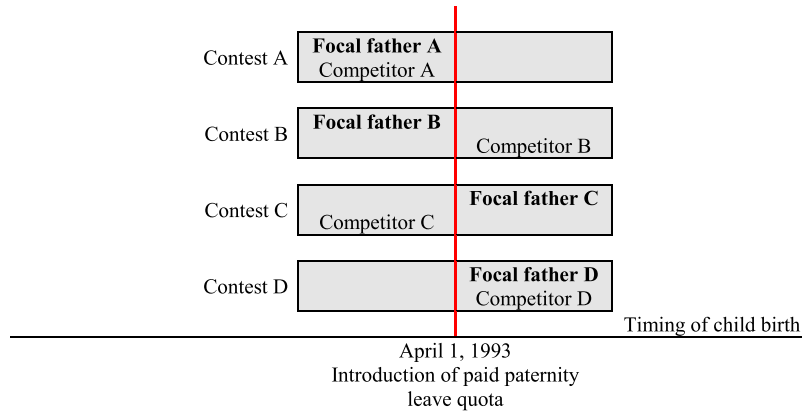 Contest A
Focal father A
Competitor A
Contest B
Focal father B
Competitor B
Contest C
Focal father C
Competitor C
Contest D
Focal father D
Competitor D
Timing of child birth
April 1, 1993
Introduction of paid paternity
leave quota